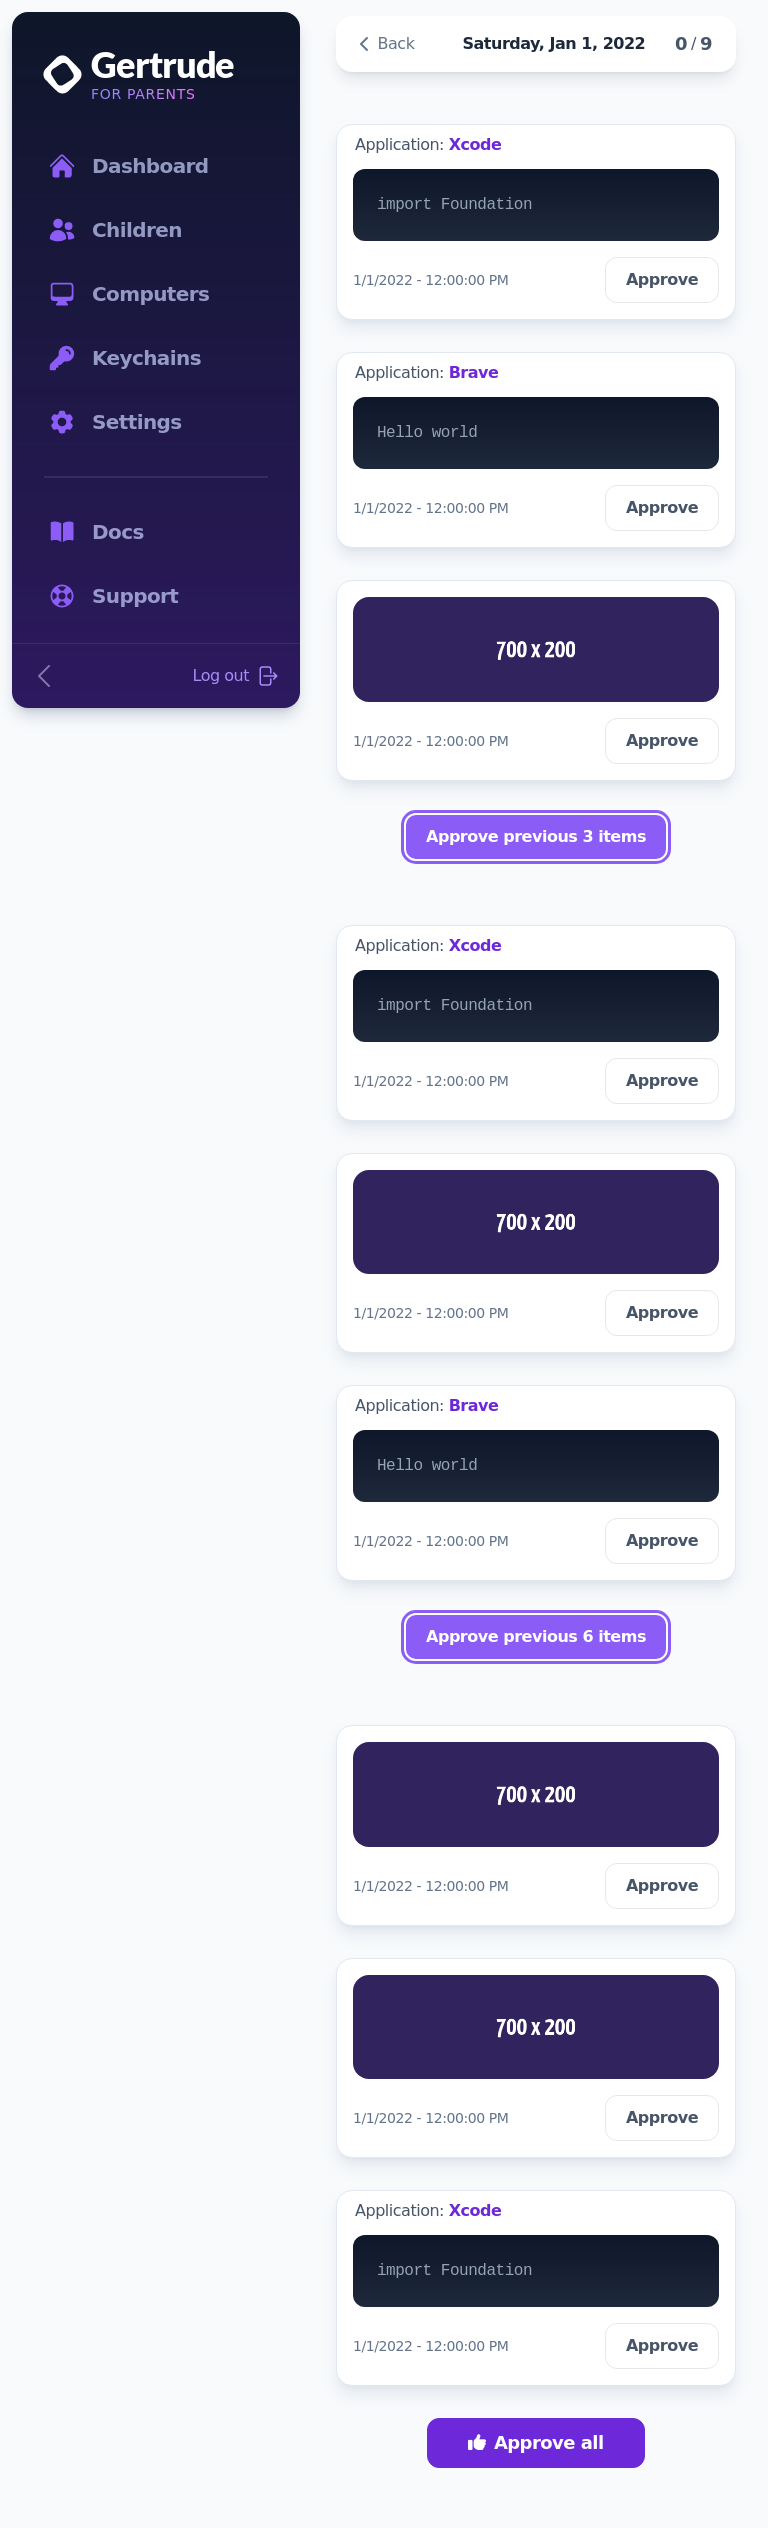 Gertrude
FOR PARENTS
Dashboard
Children
Computers
Keychains
Settings
Docs
Support
Log out
Back
Saturday, Jan 1, 2022
0 / 9
Application: Xcode
import Foundation
1/1/2022 - 12:00:00 PM
Approve
Application: Brave
Hello world
1/1/2022 - 12:00:00 PM
Approve
700 x 200
1/1/2022 - 12:00:00 PM
Approve
Approve previous 3 items
Application: Xcode
import Foundation
1/1/2022 - 12:00:00 PM
Approve
700 x 200
1/1/2022 - 12:00:00 PM
Approve
Application: Brave
Hello world
1/1/2022 - 12:00:00 PM
Approve
Approve previous 6 items
700 x 200
1/1/2022 - 12:00:00 PM
Approve
700 x 200
1/1/2022 - 12:00:00 PM
Approve
Application: Xcode
import Foundation
1/1/2022 - 12:00:00 PM
Approve
Approve all